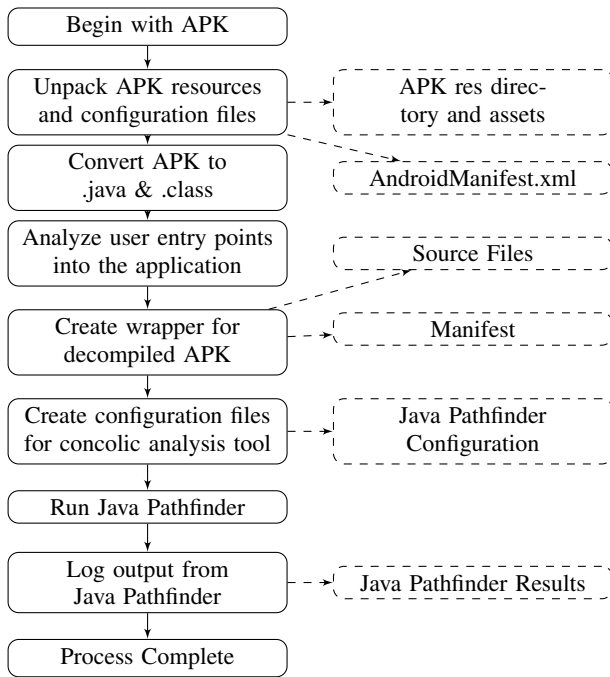 Begin with APK
Unpack APK resources
and configuration files
APK res direc-
tory and assets
Convert APK to
.java & .class
AndroidManifest.xml
Analyze user entry points
into the application
Source Files
Create wrapper for
decompiled APK
Manifest
Create configuration files
for concolic analysis tool
Java Pathfinder
Configuration
Run Java Pathfinder
Log output from
Java Pathfinder
Java Pathfinder Results
Process Complete